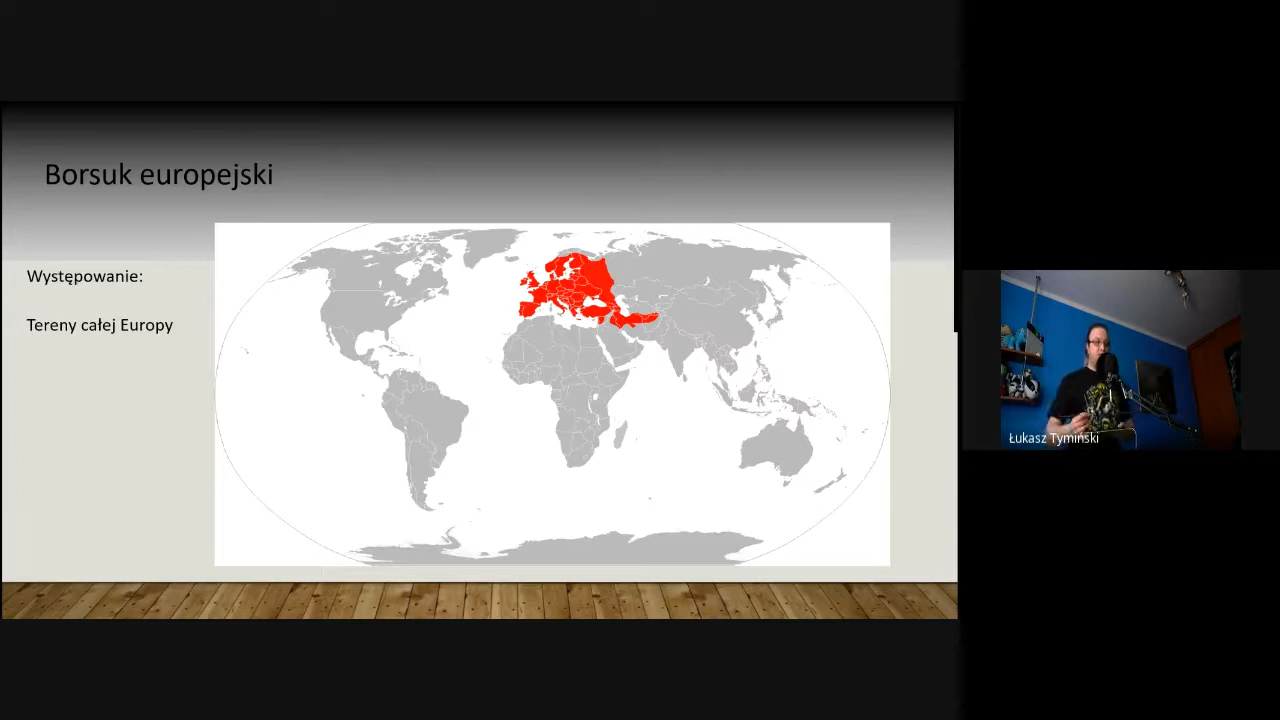 Borsuk europejski
Występowanie:
Tereny całej Europy
Łukasz Tymiński